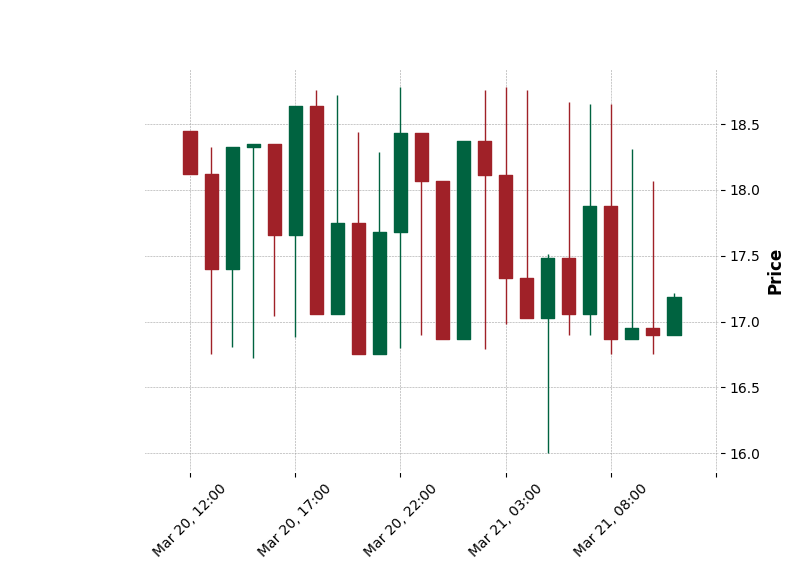 18.5
18.0
17.5
17.0
16.5
16.0
Price
Mar 20, 12:00
Mar 20, 17:00
Mar 20, 22:00
Mar 21, 03:00
Mar 21, 08:00